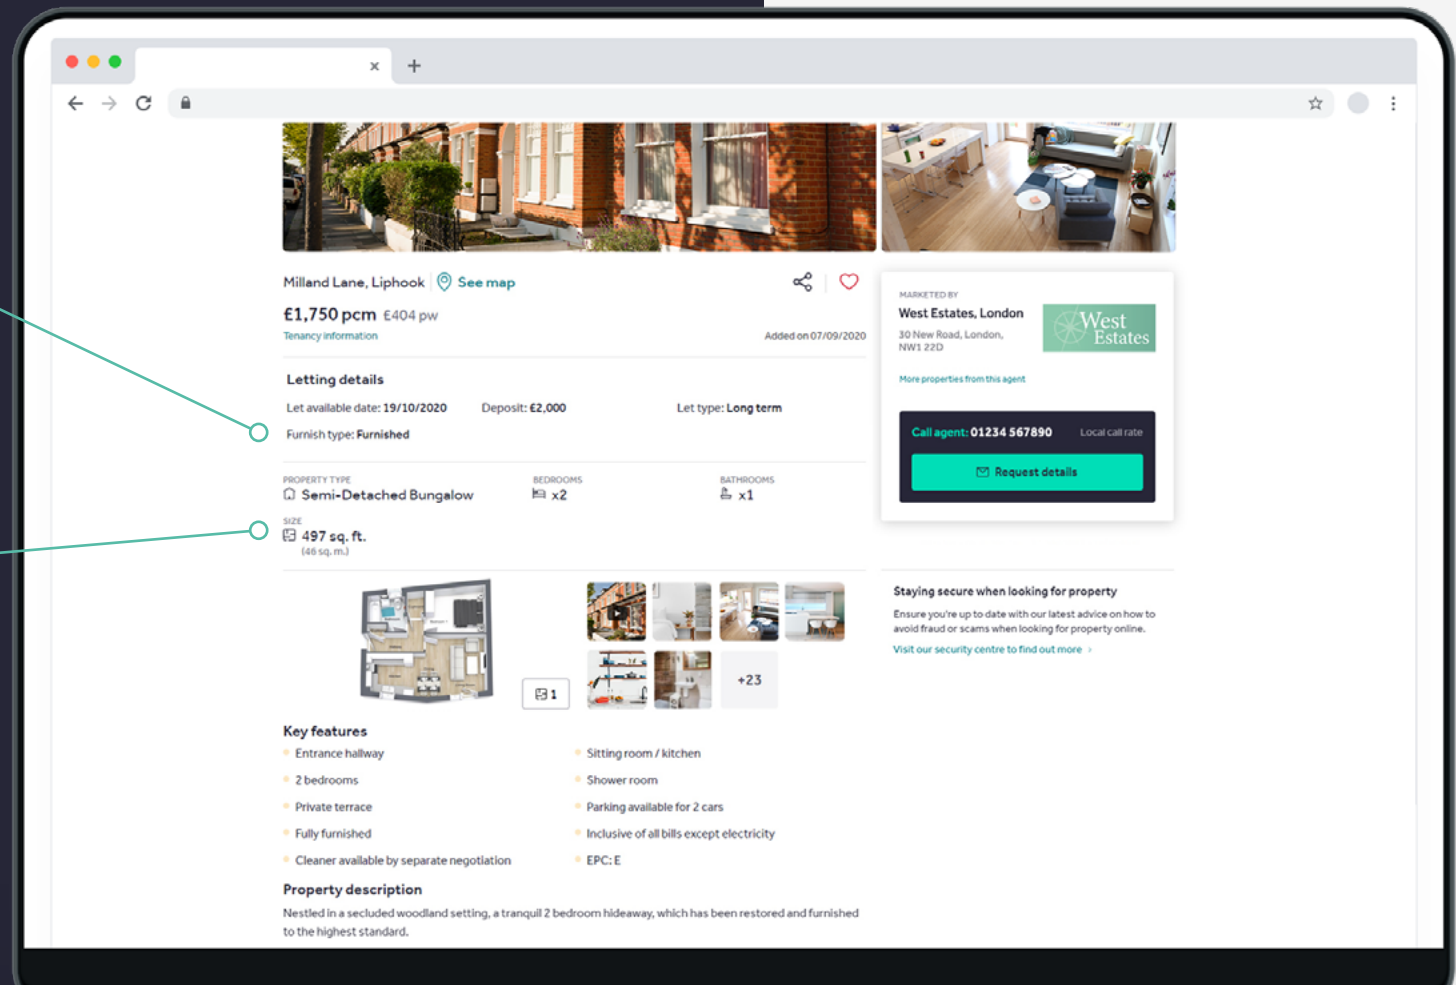 Milland Lane, Liphook
See map
£1,750 pcm £404 pw
Tenancy information
Added on 07/09/2020
Letting details
Let available date: 19/10/2020
Deposit: £2,000
Let type: Long term
Furnish type: Furnished
PROPERTY TYPE
Semi-Detached Bungalow
BEDROOMS
x2
BATHROOMS
x1
SIZE
497 sq. ft.
(46 sq. m.)
1
+23
Key features
Entrance hallway
Sitting room / kitchen
2 bedrooms
Shower room
Private terrace
Parking available for 2 cars
Fully furnished
Inclusive of all bills except electricity
Cleaner available by separate negotiation
EPC: E
Property description
Nestled in a secluded woodland setting, a tranquil 2 bedroom hideaway, which has been restored and furnished
to the highest standard.
MARKETED BY
West Estates, London
30 New Road, London,
NW1 22D
West
Estates
More properties from this agent
Call agent: 01234 567890
Local call rate
Request details
Staying secure when looking for property
Ensure you're up to date with our latest advice on how to
avoid fraud or scams when looking for property online.
Visit our security centre to find out more